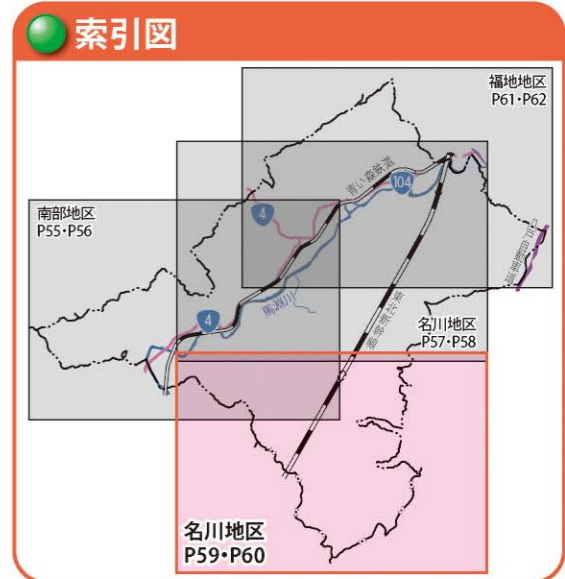 索引図
福地地区
P61・P62
青い森鉄道
104
4
南部地区
P55・P56
八戸自動車道
馬淵川
4
東北新幹線
名川地区
P57・P58
名川地区
P59・P60